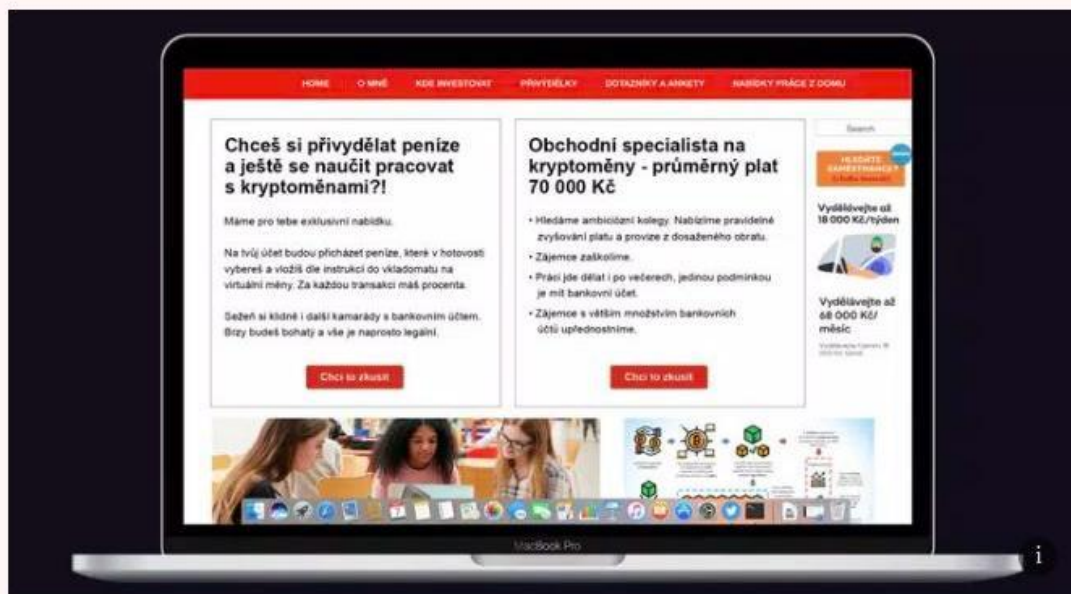 HOME O MNĚ KDE INVESTOVAT PŘIVÝDĚLKY DOTAZNÍKY A ANKETY NABÍDKY PRÁCE Z DOMU
Chceš si přivydělat peníze
a ještě se naučit pracovat
s kryptoměnami?!
Máme pro tebe exklusivní nabídku.
Na tvůj účet budou přicházet peníze, které v hotovosti
vybereš a vložíš dle instrukcí do vkladomatu na
virtuální měny. Za každou transakci máš procenta.
Sežeň si klidně i další kamarády s bankovním účtem.
Brzy budeš bohatý a vše je naprosto legální.
Chci to zkusit
Obchodní specialista na
kryptoměny - průměrný plat
70 000 Kč
• Hledáme ambiciózní kolegy. Nabízíme pravidelné
zvyšování platu a provize z dosaženého obratu.
• Zájemce zaškolíme.
• Práci jde dělat i po večerech, jedinou podmínkou
je mít bankovní účet.
• Zájemce s větším množstvím bankovních
účtů upřednostníme.
Chci to zkusit
Search
HLEDÁTE
ZAMĚSTNANCE?
Vydělávejte až
18 000 Kč/týden
Vydělávejte až
68 000 Kč/
měsíc
MacBook Pro
i